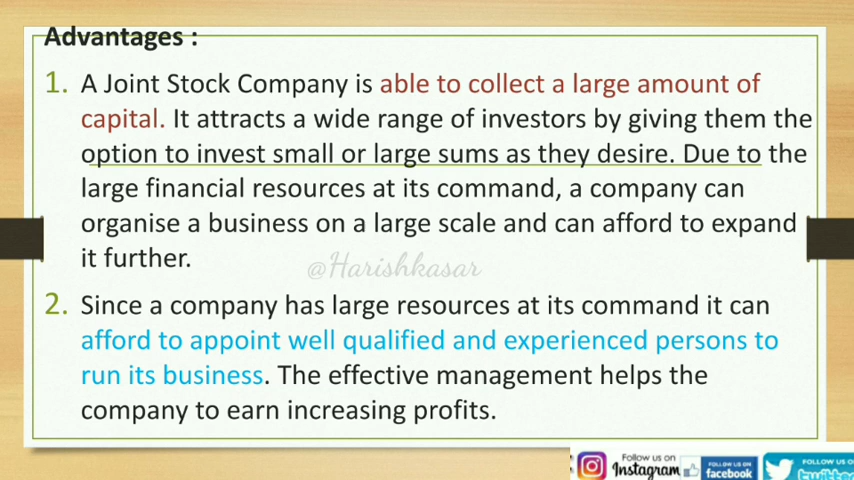 Advantages :
1. A Joint Stock Company is able to collect a large amount of
capital. It attracts a wide range of investors by giving them the
option to invest small or large sums as they desire. Due to the
large financial resources at its command, a company can
organise a business on a large scale and can afford to expand
it further.
@Harishkasar
2. Since a company has large resources at its command it can
afford to appoint well qualified and experienced persons to
run its business. The effective management helps the
company to earn increasing profits.
Follow us on
Instagram
FOLLOW US ON
facebook
FOLLOW US O
twitte